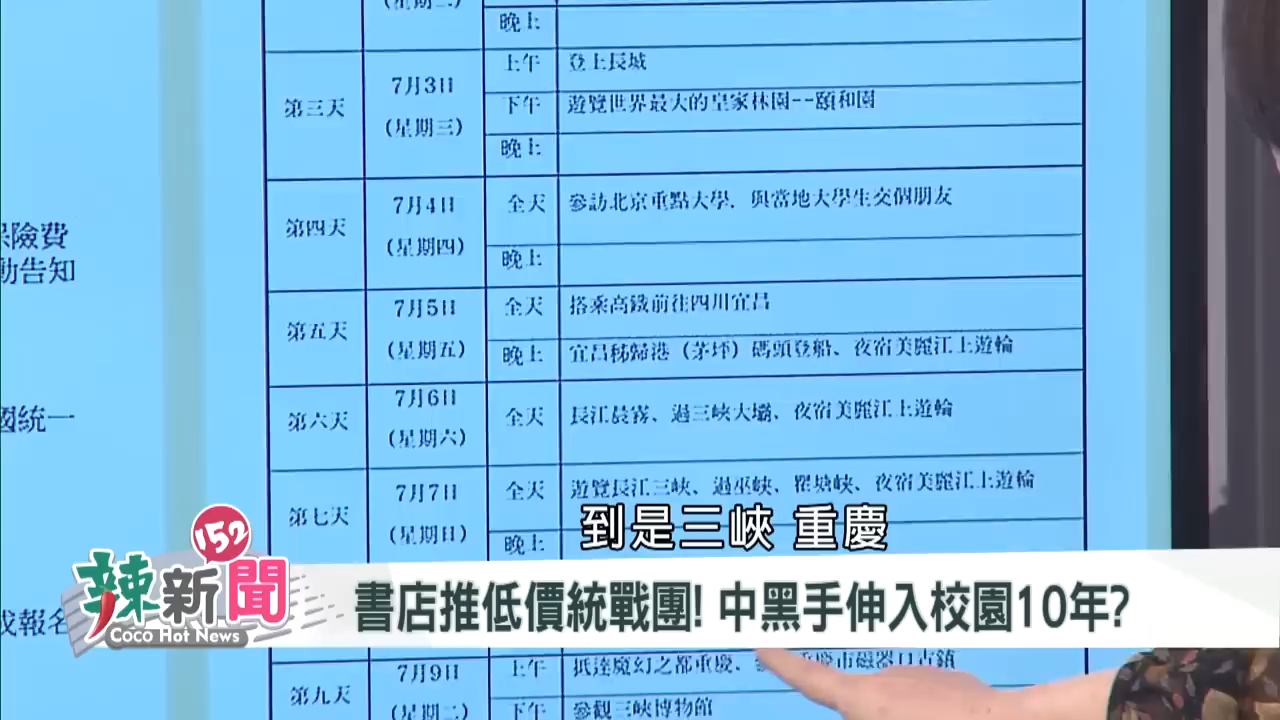 (星期二)
晚上
第三天
7月3日
(星期三)
上午
登上長城
下午
遊覽世界最大的皇家林園--頤和園
晚上
第四天
7月4日
(星期四)
全天
參訪北京重點大學﹐與當地大學生交個朋友
晚上
第五天
7月5日
(星期五)
全天
搭乘高鐵前往四川宜昌
晚上
宜昌秭歸港（茅坪）碼頭登船、夜宿美麗江上遊輪
第六天
7月6日
(星期六)
全天
長江晨霧、過三峽大壩、夜宿美麗江上遊輪
第七天
7月7日
(星期日)
全天
遊覽長江三峽、過巫峽、瞿塘峽、夜宿美麗江上遊輪
晚上
保險費
動告知
國統一
報名
到是三峽 重慶
152
辣新聞
Coco Hot News
書店推低價統戰團! 中黑手伸入校園10年?
第九天
7月9日
(星期二)
上午
抵達魔幻之都重慶、
重慶市磁器口古鎮
下午
參觀三峽博物館